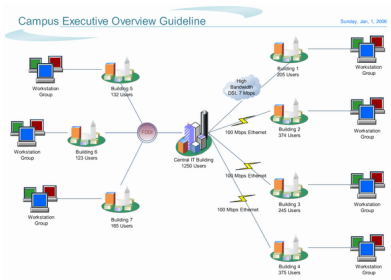 Campus Executive Overview Guideline
Sunday, Jan, 1, 2006
Building 5
132 Users
Workstation
Group
Building 6
123 Users
Workstation
Group
Building 7
165 Users
Workstation
Group
FDDI
Central IT Building
1250 Users
High
Bandwidth
DSL 7 Mbps
100 Mbps Ethernet
100 Mbps Ethernet
100 Mbps Ethernet
Building 1
205 Users
Workstation
Group
Building 2
374 Users
Workstation
Group
Building 3
245 Users
Workstation
Group
Building 4
375 Users
Workstation
Group